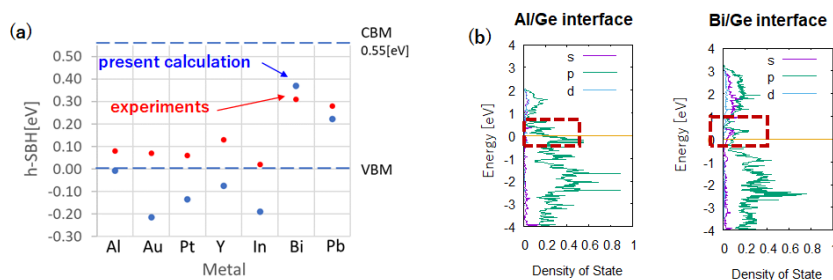 (a)
CBM
0.55[eV]
0.50
0.40
0.30
0.20
0.10
0.00
-0.10
-0.20
-0.30
h-SBH[eV]
present calculation
experiments
VBM
Al Au Pt Y In Bi Pb
Metal
(b)
Al/Ge interface
4
3
2
1
0
-1
-2
-3
-4
Energy [eV]
s
p
d
0 0.2 0.4 0.6 0.8 1
Density of State
Bi/Ge interface
4
3
2
1
0
-1
-2
-3
-4
Energy [eV]
s
p
d
0 0.2 0.4 0.6 0.8 1
Density of State